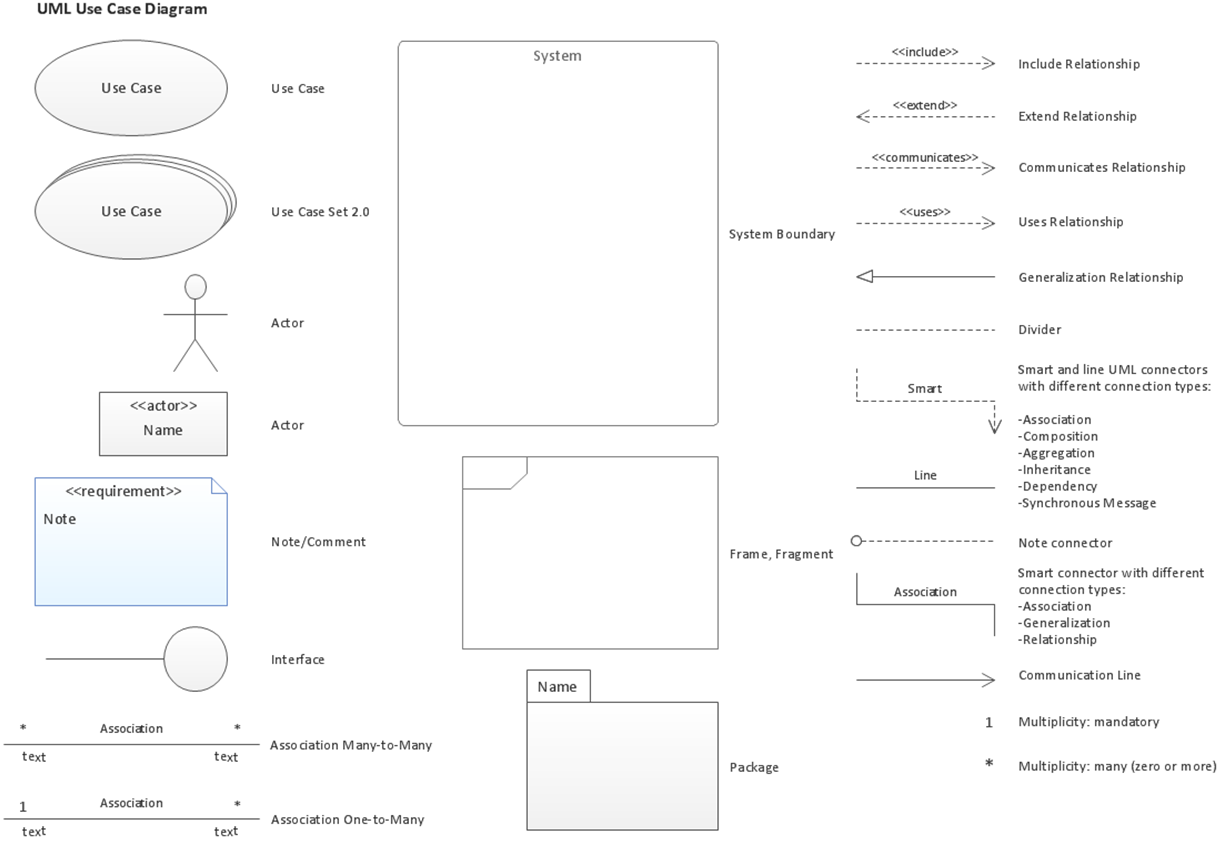 UML Use Case Diagram
Use Case
Use Case
Use Case
Use Case Set 2.0
Actor
<<actor>>
Name
Actor
<<requirement>>
Note
Note/Comment
Interface
* Association *
text text
Association Many-to-Many
1 Association *
text text
Association One-to-Many
System
System Boundary
Frame, Fragment
Name
Package
<<include>>
Include Relationship
<<extend>>
Extend Relationship
<<communicates>>
Communicates Relationship
<<uses>>
Uses Relationship
Generalization Relationship
Divider
Smart
Smart and line UML connectors
with different connection types:
-Association
-Composition
-Aggregation
-Inheritance
-Dependency
-Synchronous Message
Line
Note connector
Association
Smart connector with different
connection types:
-Association
-Generalization
-Relationship
Communication Line
1 Multiplicity: mandatory
* Multiplicity: many (zero or more)